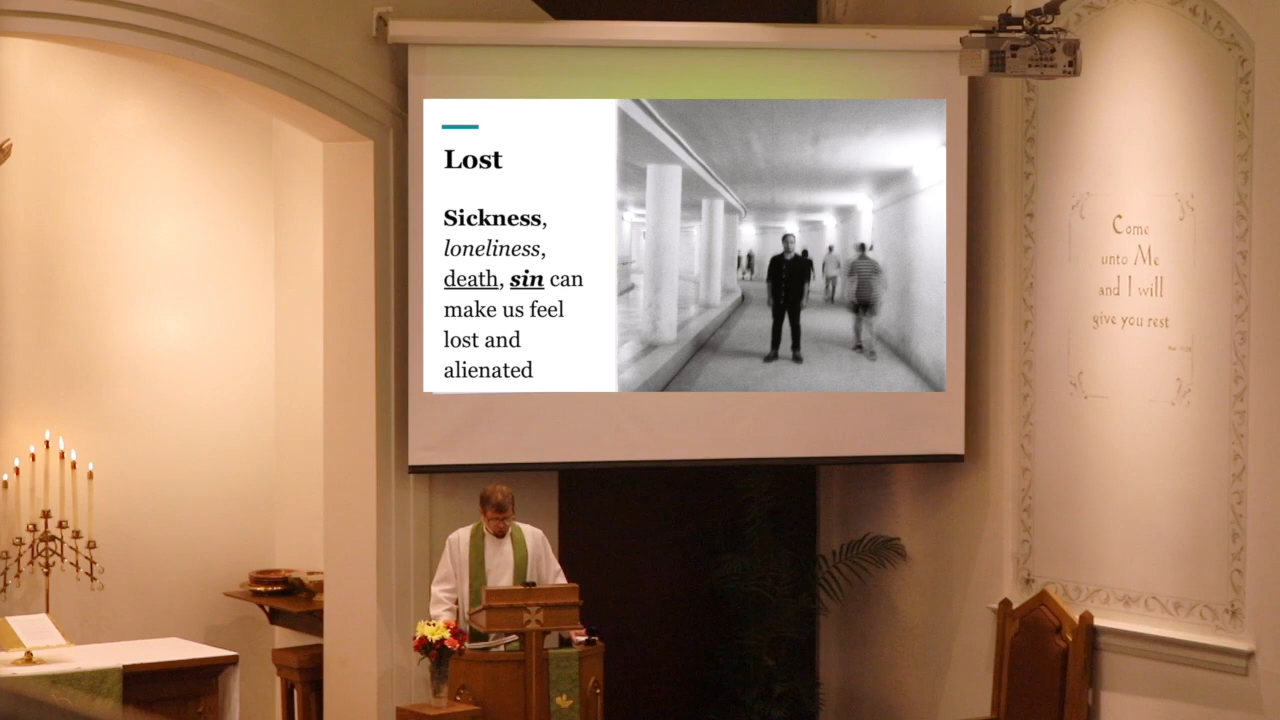 Lost
Sickness,
loneliness,
death, sin can
make us feel
lost and
alienated
Come
unto Me
and I will
give you rest